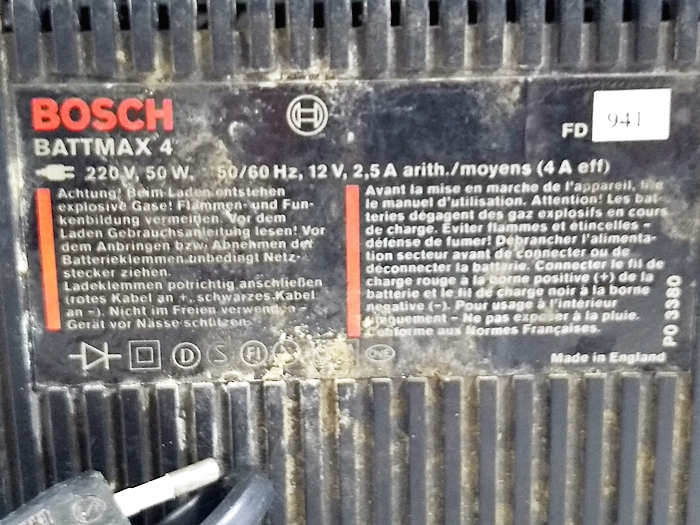 BOSCH
BATTMAX 4
FD 941
220 V, 50 W, 50/60 Hz, 12 V, 2,5 A arith./moyens (4 A eff)
Achtung! Beim Laden entstehen
explosive Gase! Flammen- und Fun-
kenbildung vermeiden. Vor dem
Laden Gebrauchsanleitung lesen! Vor
dem Anbringen bzw. Abnehmen der
Batterieklemmen unbedingt Netz-
stecker ziehen.
Ladeklemmen polrichtig anschließen
(rotes Kabel an +, schwarzes Kabel
an –). Nicht im Freien verwenden –
Gerät vor Nässe schützen.
Avant la mise en marche de l'appareil, lire
le manuel d'utilisation. Attention! Les bat-
teries dégagent des gaz explosifs en cours
de charge. Eviter flammes et étincelles –
défense de fumer! Débrancher l'alimenta-
tion secteur avant de connecter ou de
déconnecter la batterie. Connecter le fil de
charge rouge à la borne positive (+) de la
batterie et le fil de charge noir à la borne
negative (–). Pour usage à l'intérieur
uniquement – Ne pas exposer à la pluie.
Conforme aux Normes Françaises.
PO 3380
D S FI
OVE
Made in England